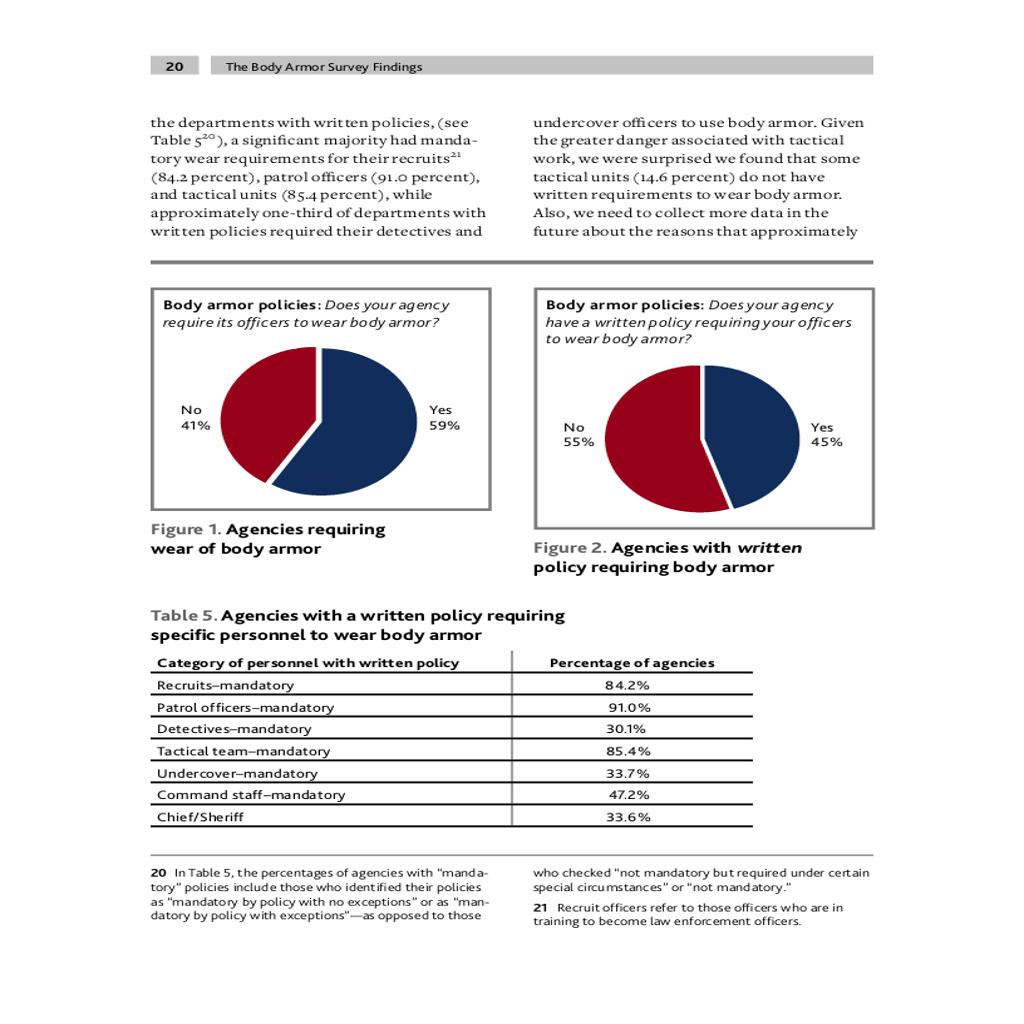 20 The Body Armor Survey Findings
the departments with written policies, (see
Table 5²⁰), a significant majority had manda-
tory wear requirements for their recruits²¹
(84.2 percent), patrol officers (91.0 percent),
and tactical units (85.4 percent), while
approximately one-third of departments with
written policies required their detectives and
undercover officers to use body armor. Given
the greater danger associated with tactical
work, we were surprised we found that some
tactical units (14.6 percent) do not have
written requirements to wear body armor.
Also, we need to collect more data in the
future about the reasons that approximately
Body armor policies: Does your agency
require its officers to wear body armor?
No
41%
Yes
59%
Figure 1. Agencies requiring
wear of body armor
Body armor policies: Does your agency
have a written policy requiring your officers
to wear body armor?
No
55%
Yes
45%
Figure 2. Agencies with written
policy requiring body armor
Table 5. Agencies with a written policy requiring
specific personnel to wear body armor
Category of personnel with written policy Percentage of agencies
Recruits–mandatory 84.2%
Patrol officers–mandatory 91.0%
Detectives–mandatory 30.1%
Tactical team–mandatory 85.4%
Undercover–mandatory 33.7%
Command staff–mandatory 47.2%
Chief/Sheriff 33.6%
20 In Table 5, the percentages of agencies with “manda-
tory” policies include those who identified their policies
as “mandatory by policy with no exceptions” or as “man-
datory by policy with exceptions”—as opposed to those
who checked “not mandatory but required under certain
special circumstances” or “not mandatory.”
21 Recruit officers refer to those officers who are in
training to become law enforcement officers.